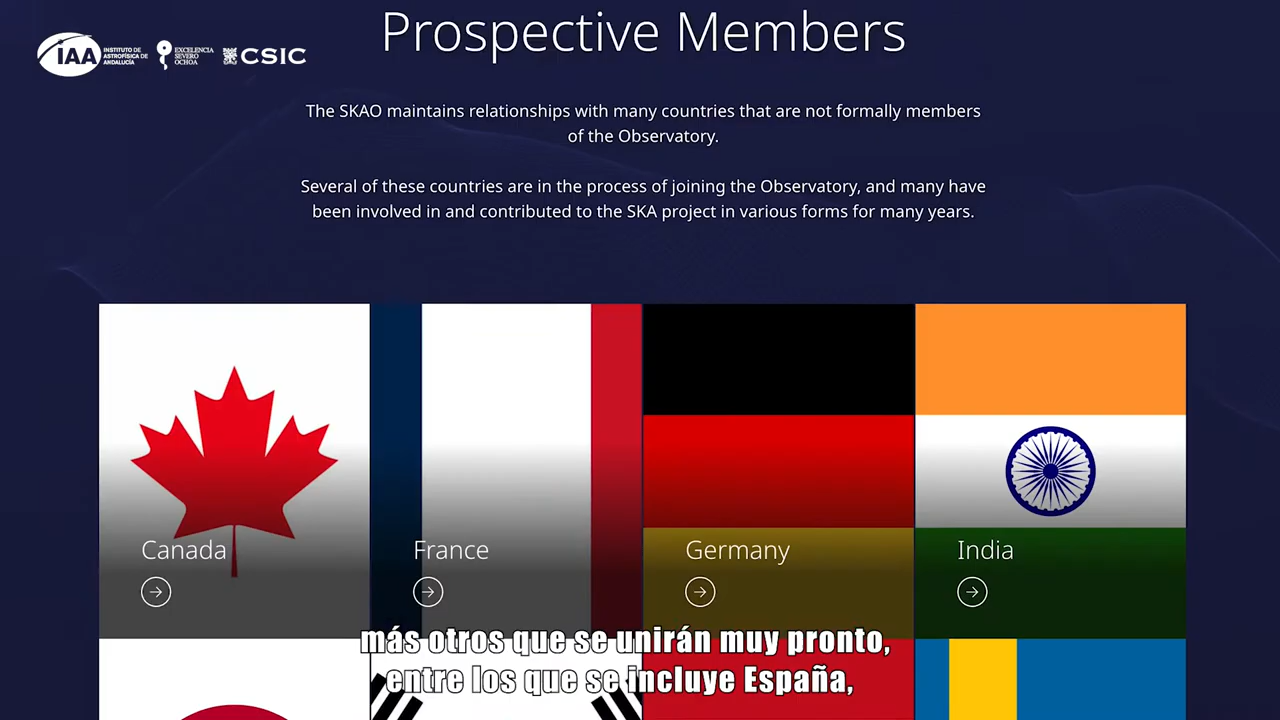 Prospective Members
IAA
INSTITUTO DE
ASTROFÍSICA DE
ANDALUCÍA
EXCELENCIA
SEVERO
OCHOA
CSIC
The SKAO maintains relationships with many countries that are not formally members
of the Observatory.
Several of these countries are in the process of joining the Observatory, and many have
been involved in and contributed to the SKA project in various forms for many years.
Canada
France
Germany
India
más otros que se unirán muy pronto,
entre los que se incluye España,